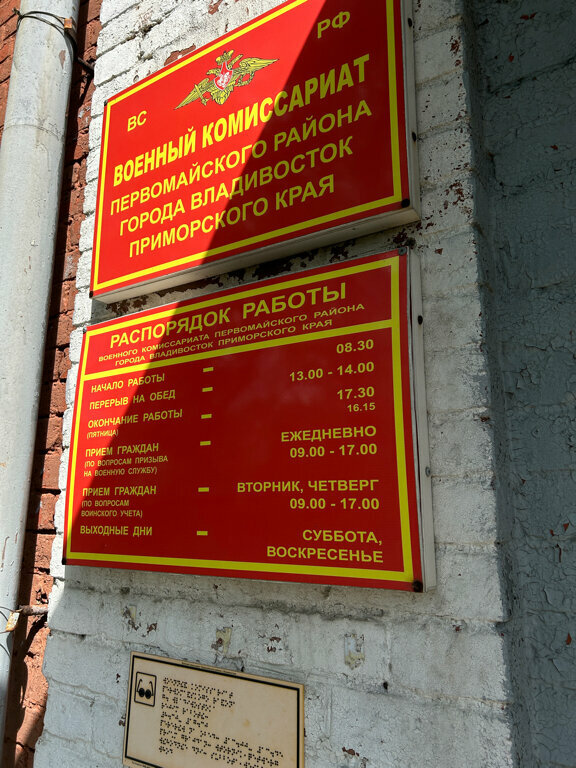 ВС
РФ
ВОЕННЫЙ КОМИССАРИАТ
ПЕРВОМАЙСКОГО РАЙОНА
ГОРОДА ВЛАДИВОСТОК
ПРИМОРСКОГО КРАЯ
РАСПОРЯДОК РАБОТЫ
ВОЕННОГО КОМИССАРИАТА ПЕРВОМАЙСКОГО РАЙОНА
ГОРОДА ВЛАДИВОСТОК ПРИМОРСКОГО КРАЯ
НАЧАЛО РАБОТЫ – 08.30
ПЕРЕРЫВ НА ОБЕД – 13.00 - 14.00
ОКОНЧАНИЕ РАБОТЫ – 17.30
(ПЯТНИЦА) 16.15
ПРИЕМ ГРАЖДАН – ЕЖЕДНЕВНО
(ПО ВОПРОСАМ ПРИЗЫВА 09.00 - 17.00
НА ВОЕННУЮ СЛУЖБУ)
ПРИЕМ ГРАЖДАН – ВТОРНИК, ЧЕТВЕРГ
(ПО ВОПРОСАМ 09.00 - 17.00
ВОИНСКОГО УЧЕТА)
ВЫХОДНЫЕ ДНИ – СУББОТА,
ВОСКРЕСЕНЬЕ